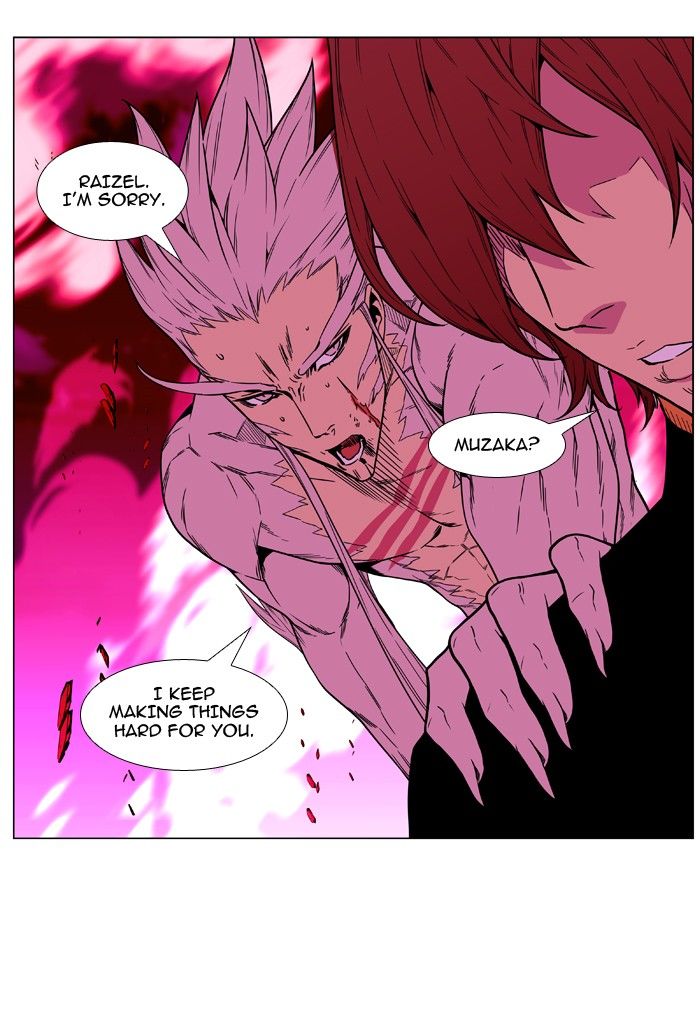 RAIZEL.
I'M SORRY.
MUZAKA?
I KEEP
MAKING THINGS
HARD FOR YOU.